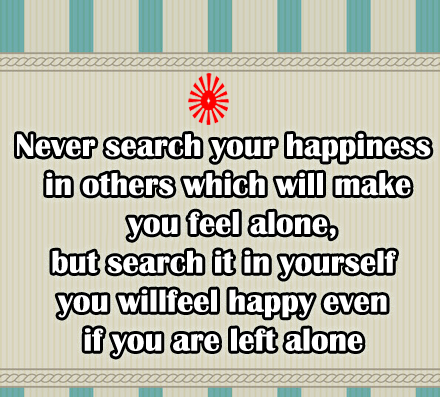 Never search your happiness
in others which will make
you feel alone,
but search it in yourself
you willfeel happy even
if you are left alone